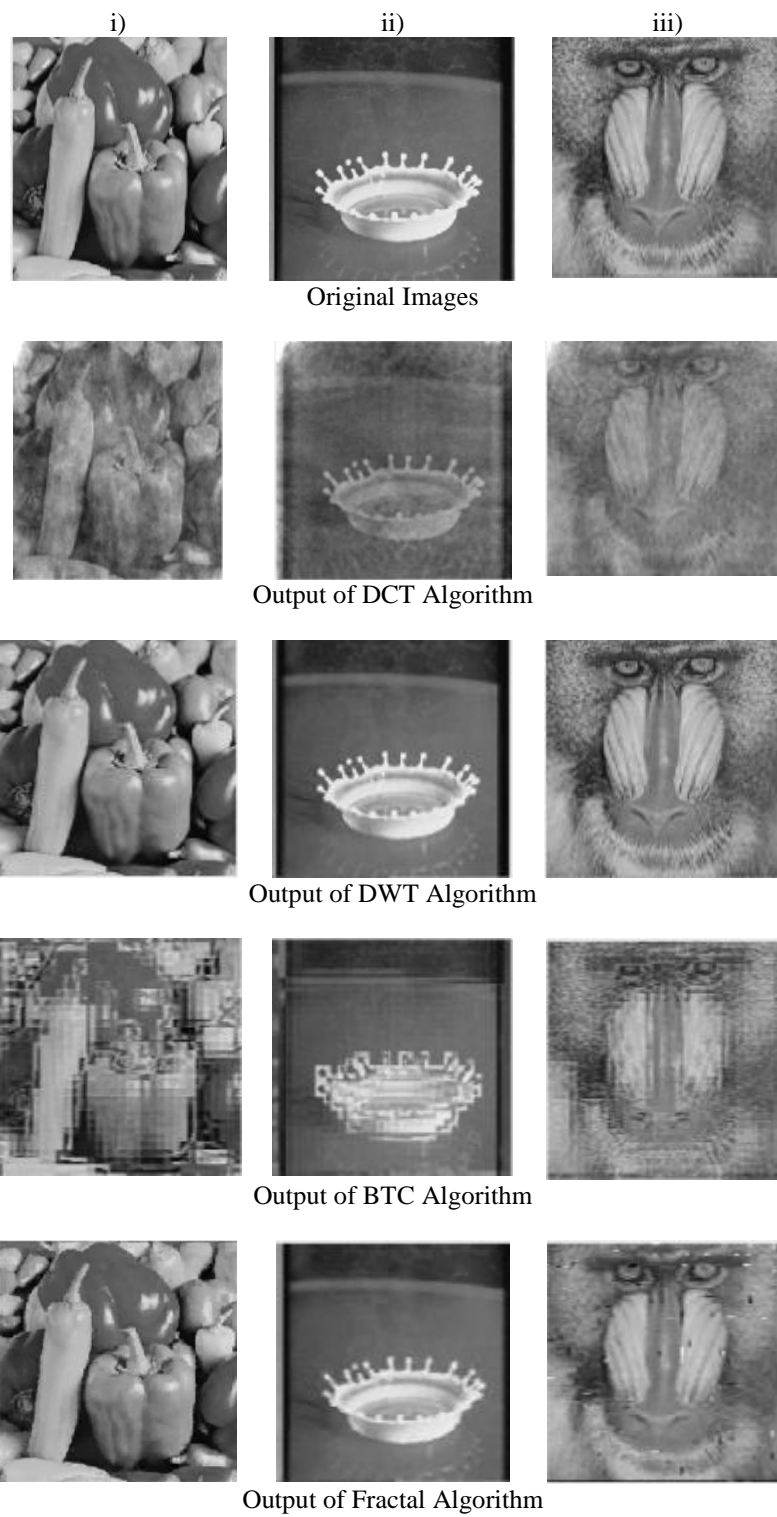 i) ii) iii)
Original Images
Output of DCT Algorithm
Output of DWT Algorithm
Output of BTC Algorithm
Output of Fractal Algorithm